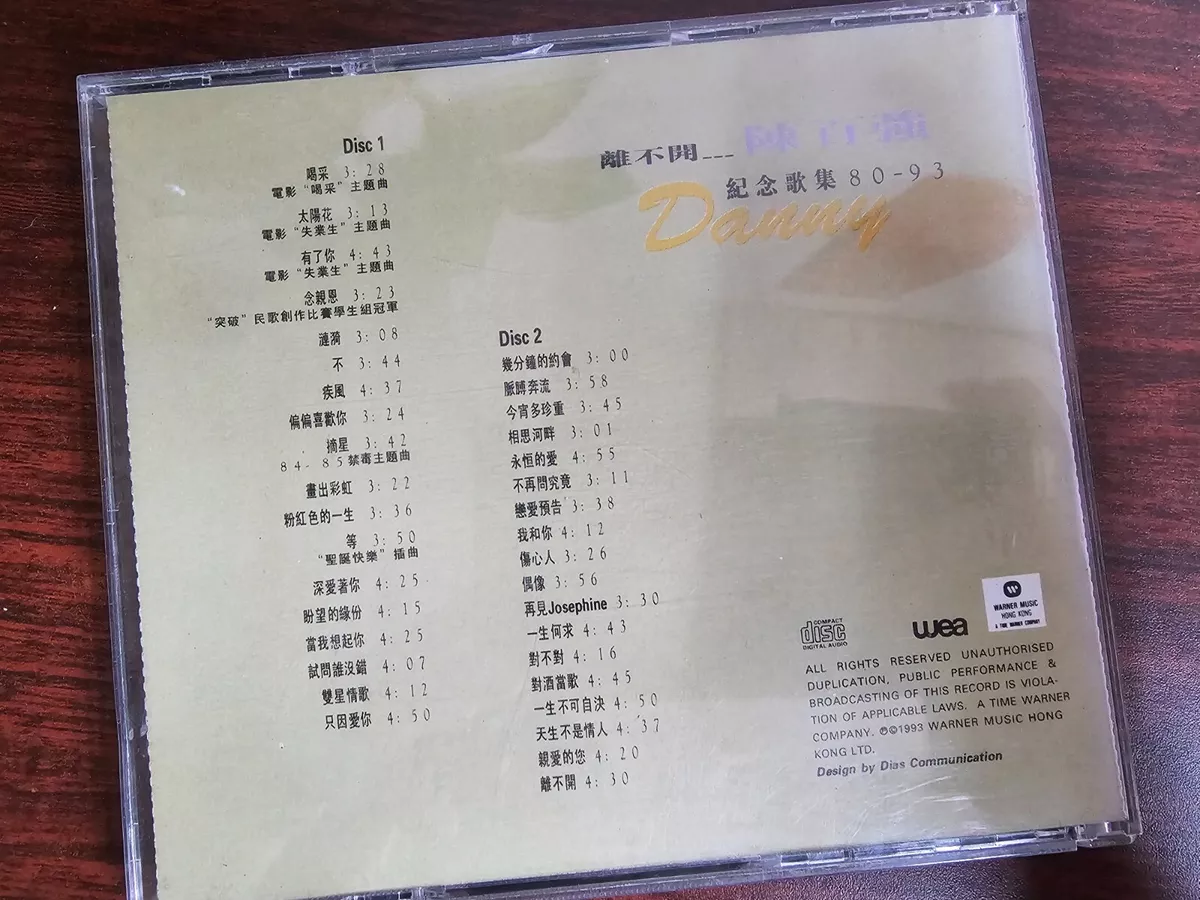 離不開___ 陳百強
紀念歌集80-93
Danny
Disc 1
喝采 3:28
電影“喝采”主題曲
太陽花 3:13
電影“失業生”主題曲
有了你 4:43
電影“失業生”主題曲
念親恩 3:23
“突破”民歌創作比賽學生組冠軍
漣漪 3:08
不 3:44
疾風 4:37
偏偏喜歡你 3:24
摘星 3:42
84-85禁毒主題曲
畫出彩虹 3:22
粉紅色的一生 3:36
等 3:50
“聖誕快樂”插曲
深愛著你 4:25
盼望的緣份 4:15
當我想起你 4:25
試問誰沒錯 4:07
雙星情歌 4:12
只因愛你 4:50
Disc 2
幾分鐘的約會 3:00
脈膊奔流 3:58
今宵多珍重 3:45
相思河畔 3:01
永恒的愛 4:55
不再問究竟 3:11
戀愛預告 3:38
我和你 4:12
傷心人 3:26
偶像 3:56
再見Josephine 3:30
一生何求 4:43
對不對 4:16
對酒當歌 4:45
一生不可自決 4:50
天生不是情人 4:37
親愛的您 4:20
離不開 4:30
COMPACT
disc
DIGITAL AUDIO
wea
WARNER MUSIC
HONG KONG
A TIME WARNER COMPANY
ALL RIGHTS RESERVED UNAUTHORISED
DUPLICATION, PUBLIC PERFORMANCE &
BROADCASTING OF THIS RECORD IS VIOLA-
TION OF APPLICABLE LAWS. A TIME WARNER
COMPANY. ℗©1993 WARNER MUSIC HONG
KONG LTD.
Design by Dias Communication